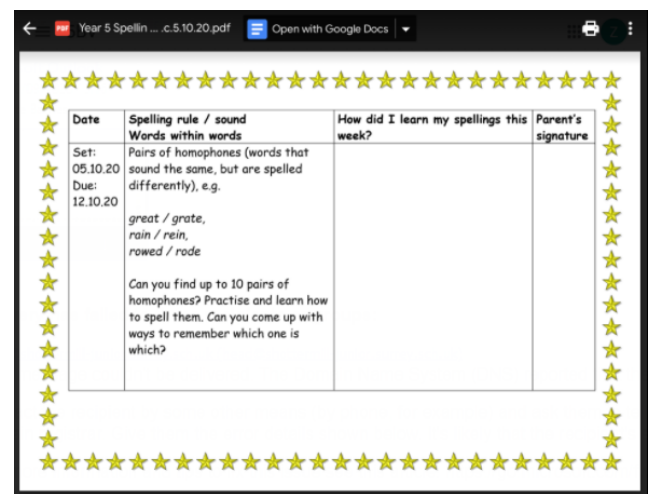 PDF Year 5 Spellin ... .c.5.10.20.pdf Open with Google Docs
Date
Spelling rule / sound
Words within words
How did I learn my spellings this
week?
Parent's
signature
Set:
05.10.20
Due:
12.10.20
Pairs of homophones (words that
sound the same, but are spelled
differently), e.g.
great / grate,
rain / rein,
rowed / rode
Can you find up to 10 pairs of
homophones? Practise and learn how
to spell them. Can you come up with
ways to remember which one is
which?